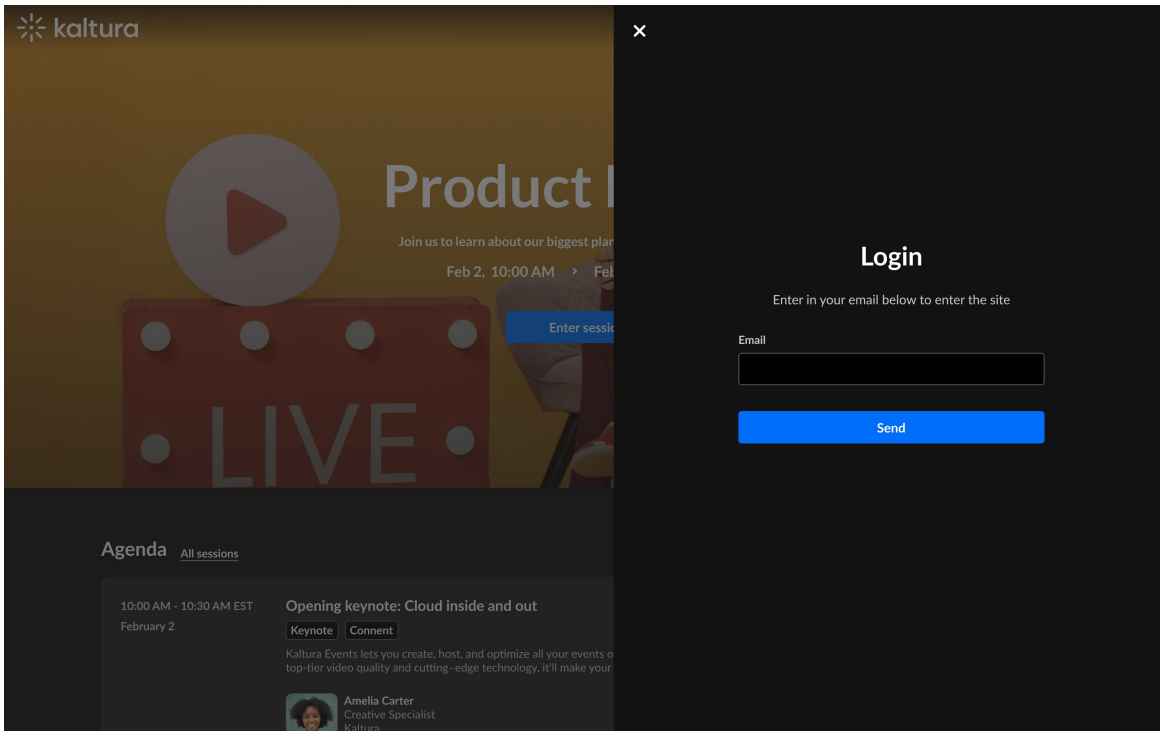 kaltura
Product
Join us to learn about our biggest
Feb 2, 10:00 AM > Feb
Enter
LIVE
Agenda All sessions
10:00 AM - 10:30 AM EST
February 2
Opening keynote: Cloud inside and out
Keynote Connent
Kaltura Events lets you create, host, and optimize all your events
top-tier video quality and cutting-edge technology, it'll make your
Amelia Carter
Creative Specialist
Kaltura
Login
Enter in your email below to enter the site
Email
Send